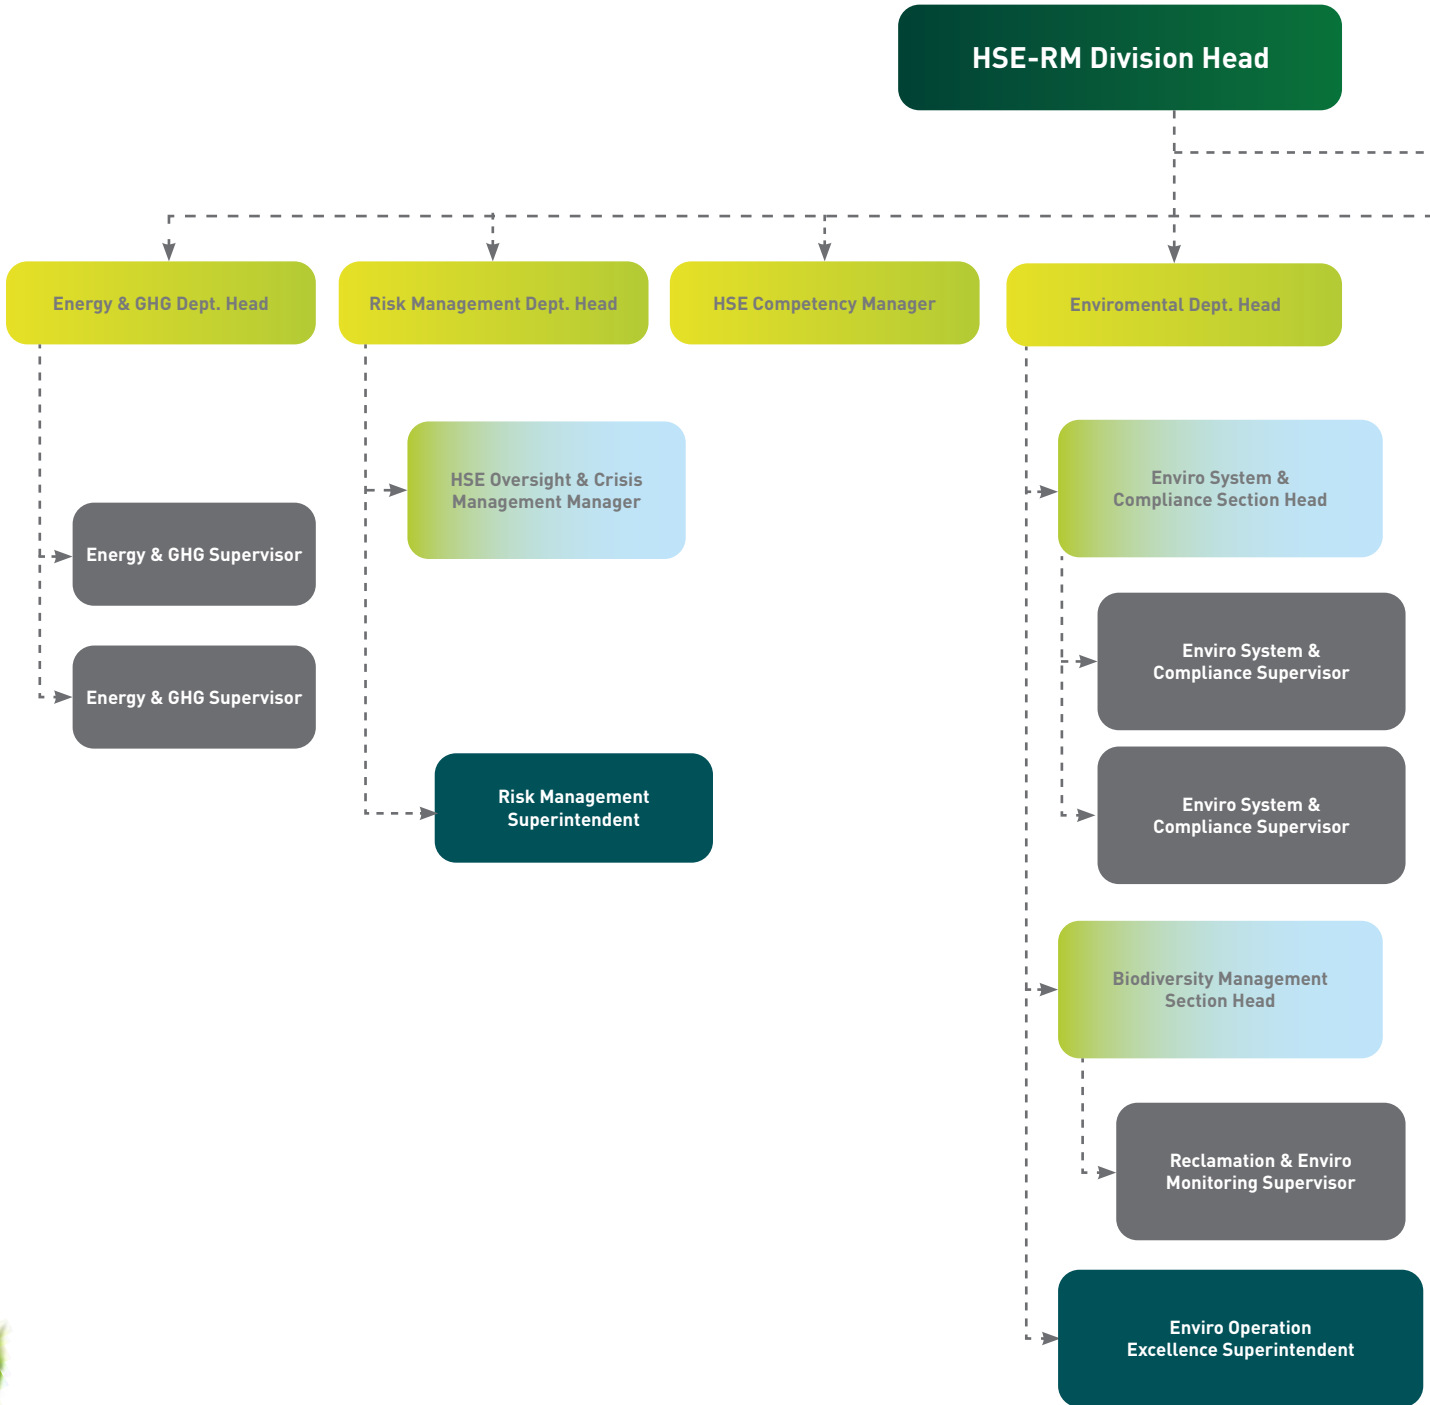 HSE-RM Division Head
Energy & GHG Dept. Head
Risk Management Dept. Head
HSE Competency Manager
Enviromental Dept. Head
Energy & GHG Supervisor
Energy & GHG Supervisor
HSE Oversight & Crisis
Management Manager
Risk Management
Superintendent
Enviro System &
Compliance Section Head
Enviro System &
Compliance Supervisor
Enviro System &
Compliance Supervisor
Biodiversity Management
Section Head
Reclamation & Enviro
Monitoring Supervisor
Enviro Operation
Excellence Superintendent